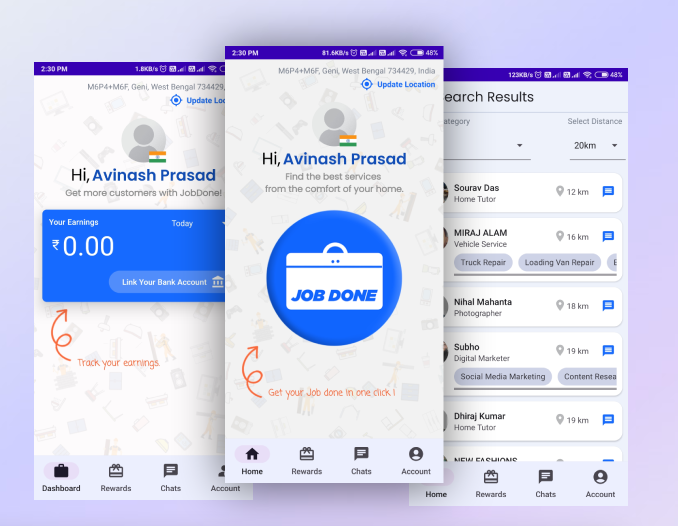 2:30 PM
1.8KB/s
M6P4+M6F, Geni, West Bengal 734429,
Update Loc
Hi, Avinash Prasad
Get more customers with JobDone!
Your Earnings
Today
₹0.00
Link Your Bank Account
Track your earnings.
Dashboard
Rewards
Chats
Account
2:30 PM
81.6KB/s
48%
M6P4+M6F, Geni, West Bengal 734429, India
Update Location
Hi, Avinash Prasad
Find the best services
from the comfort of your home.
JOB DONE
Get your Job done in one click !
Home
Rewards
Chats
Account
123KB/s
48%
earch Results
ategory
Select Distance
20km
Sourav Das
12 km
Home Tutor
MIRAJ ALAM
16 km
Vehicle Service
Truck Repair
Loading Van Repair
Nihal Mahanta
18 km
Photographer
Subho
19 km
Digital Marketer
Social Media Marketing
Content Resea
Dhiraj Kumar
19 km
Home Tutor
NEW FASHIONS
Home
Rewards
Chats
Account